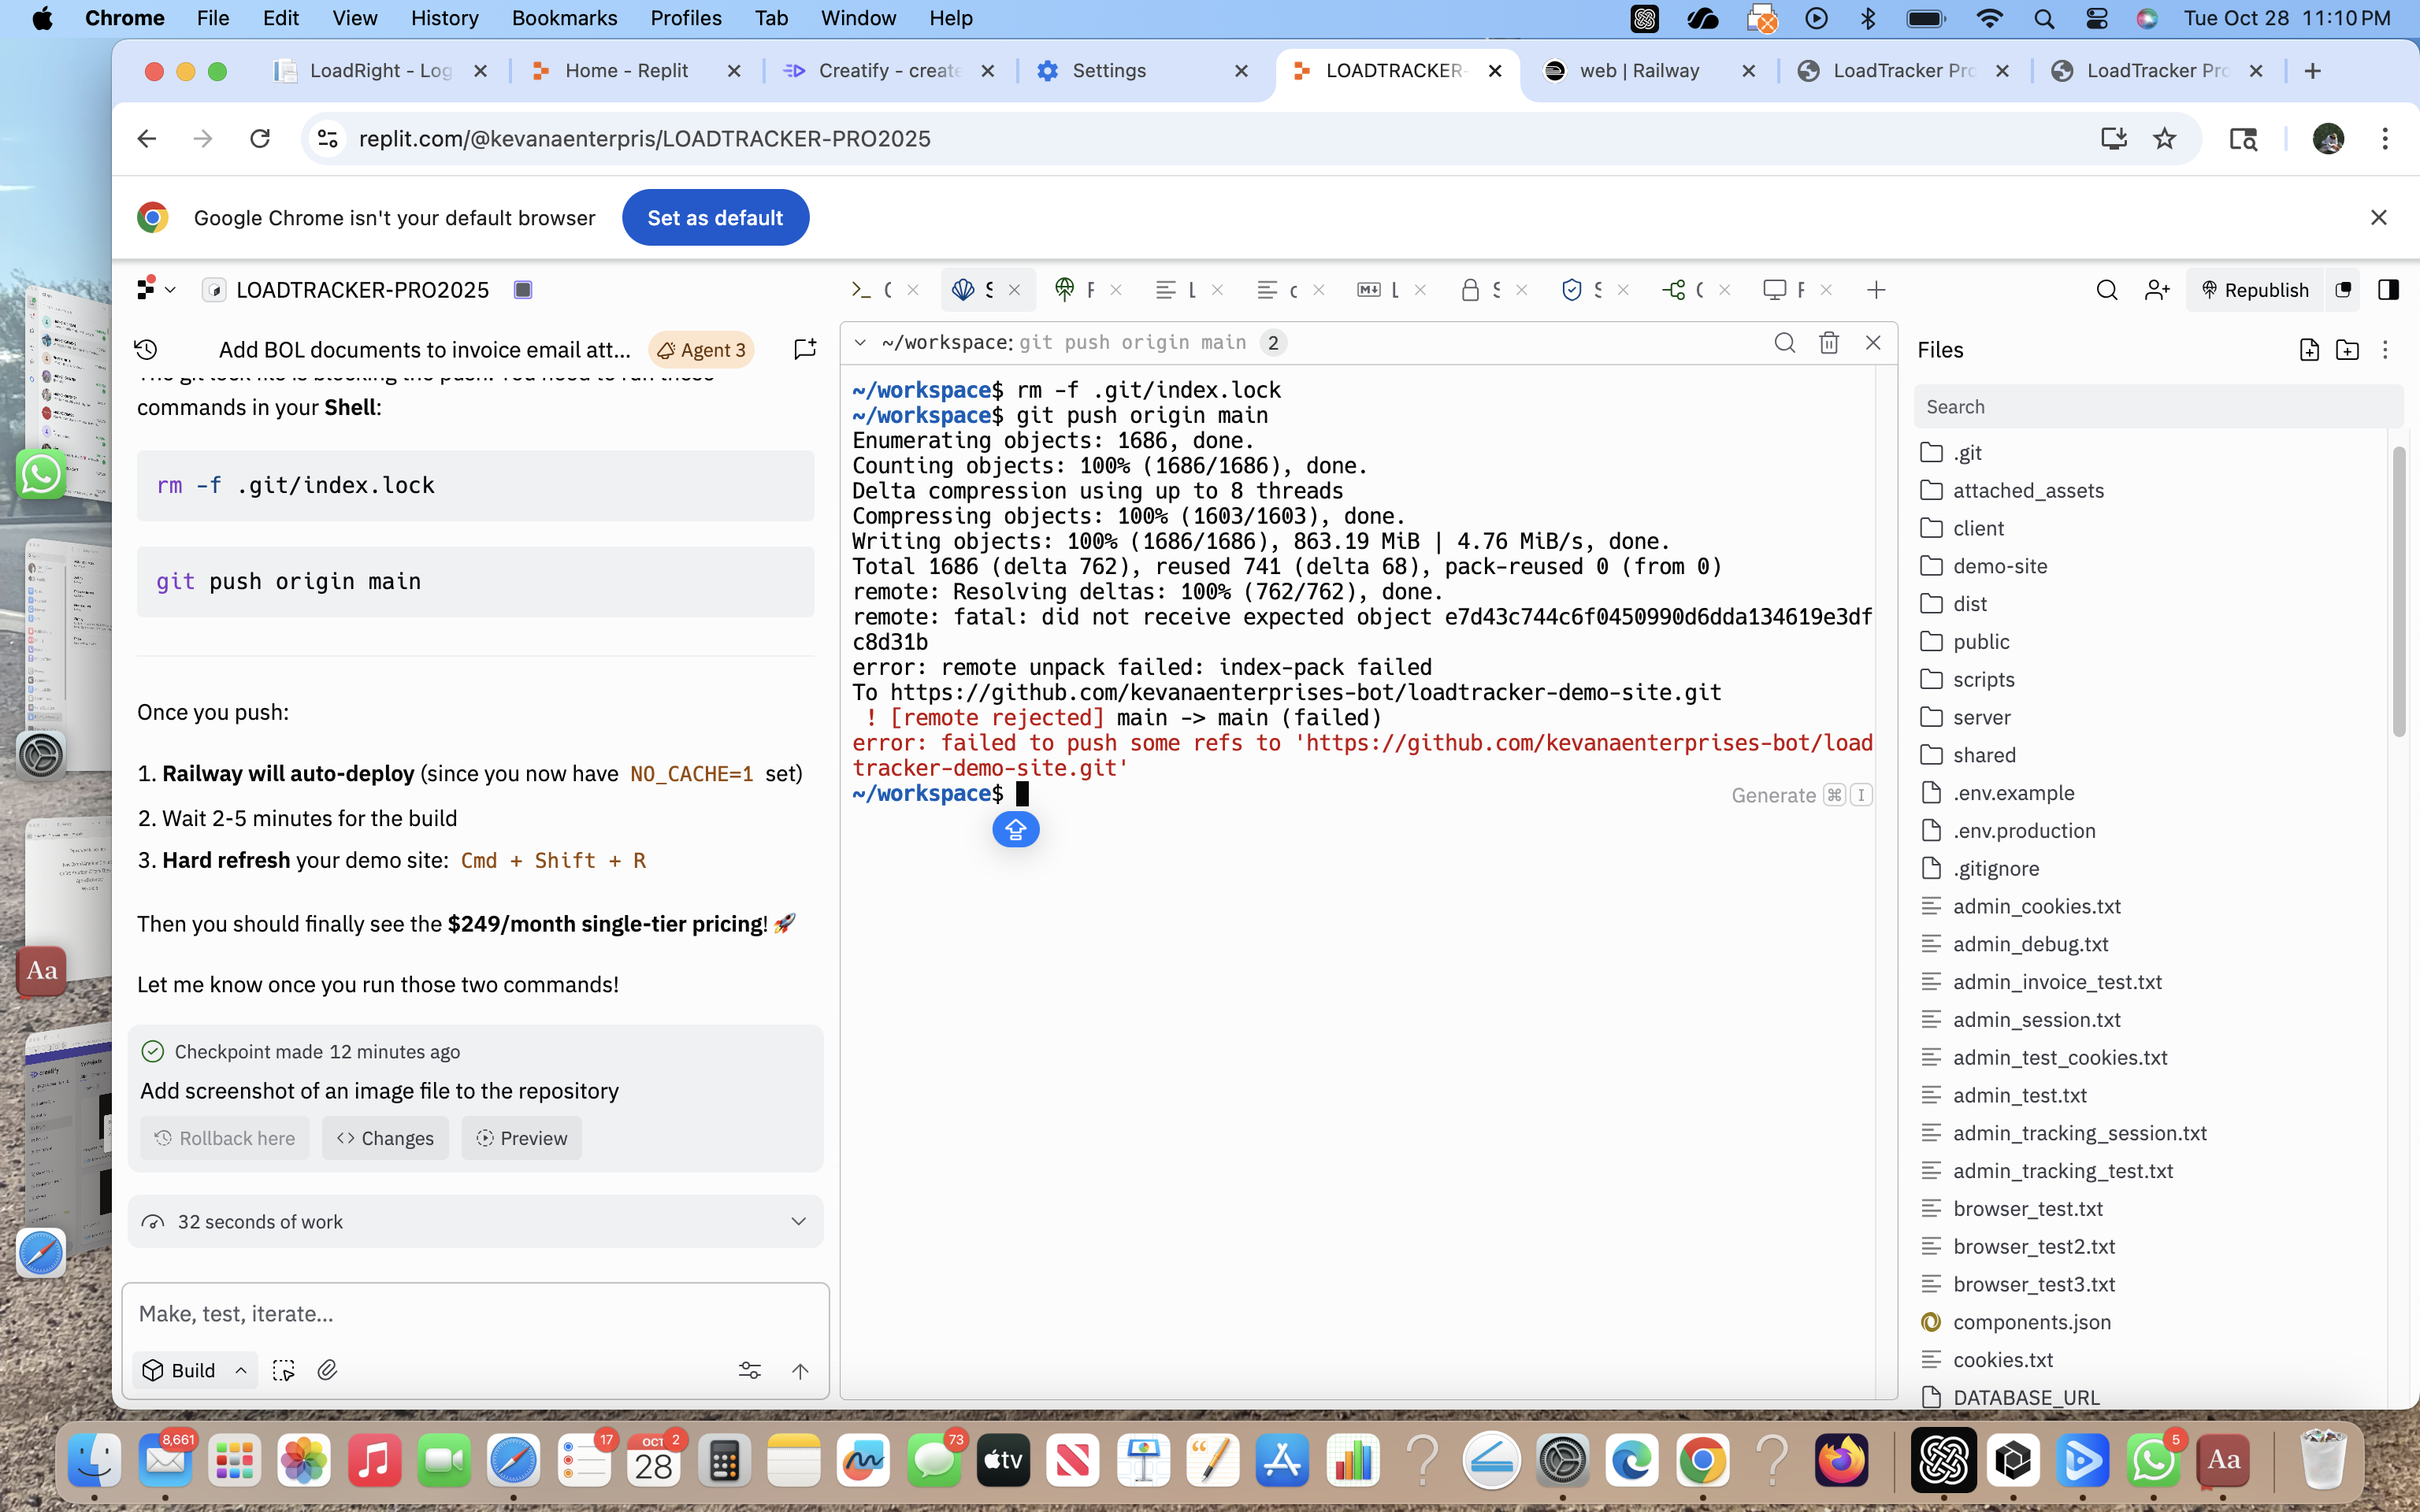 Chrome File Edit View History Bookmarks Profiles Tab Window Help Tue Oct 28 11:10 PM
LoadRight - Log Home - Replit Creatify - create Settings LOADTRACKER- web | Railway LoadTracker Pro LoadTracker Pro
replit.com/@kevanaenterpris/LOADTRACKER-PRO2025
Google Chrome isn't your default browser Set as default
LOADTRACKER-PRO2025
Republish
Add BOL documents to invoice email att... Agent 3
commands in your Shell:
rm -f .git/index.lock
git push origin main
Once you push:
1. Railway will auto-deploy (since you now have NO_CACHE=1 set)
2. Wait 2-5 minutes for the build
3. Hard refresh your demo site: Cmd + Shift + R
Then you should finally see the $249/month single-tier pricing! 🚀
Let me know once you run those two commands!
Checkpoint made 12 minutes ago
Add screenshot of an image file to the repository
Rollback here Changes Preview
32 seconds of work
Make, test, iterate...
Build
~/workspace: git push origin main 2
~/workspace$ rm -f .git/index.lock
~/workspace$ git push origin main
Enumerating objects: 1686, done.
Counting objects: 100% (1686/1686), done.
Delta compression using up to 8 threads
Compressing objects: 100% (1603/1603), done.
Writing objects: 100% (1686/1686), 863.19 MiB | 4.76 MiB/s, done.
Total 1686 (delta 762), reused 741 (delta 68), pack-reused 0 (from 0)
remote: Resolving deltas: 100% (762/762), done.
remote: fatal: did not receive expected object e7d43c744c6f0450990d6dda134619e3df
c8d31b
error: remote unpack failed: index-pack failed
To https://github.com/kevanaenterprises-bot/loadtracker-demo-site.git
! [remote rejected] main -> main (failed)
error: failed to push some refs to 'https://github.com/kevanaenterprises-bot/load
tracker-demo-site.git'
~/workspace$
Generate ⌘ I
Files
Search
.git
attached_assets
client
demo-site
dist
public
scripts
server
shared
.env.example
.env.production
.gitignore
admin_cookies.txt
admin_debug.txt
admin_invoice_test.txt
admin_session.txt
admin_test_cookies.txt
admin_test.txt
admin_tracking_session.txt
admin_tracking_test.txt
browser_test.txt
browser_test2.txt
browser_test3.txt
components.json
cookies.txt
DATABASE_URL
Aa
8,661 17 OCT 2 28 73 tv 5 Aa